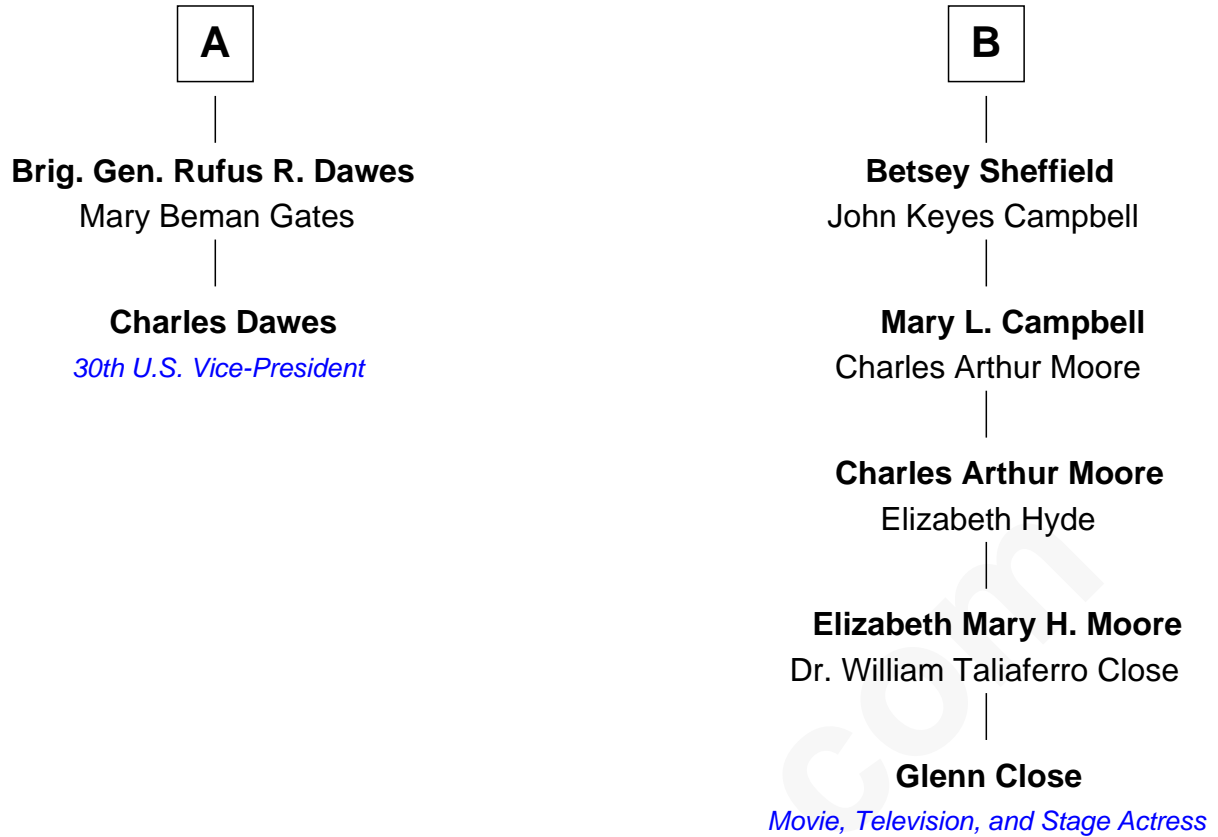 A
Brig. Gen. Rufus R. Dawes
Mary Beman Gates
Charles Dawes
30th U.S. Vice-President
B
Betsey Sheffield
John Keyes Campbell
Mary L. Campbell
Charles Arthur Moore
Charles Arthur Moore
Elizabeth Hyde
Elizabeth Mary H. Moore
Dr. William Taliaferro Close
Glenn Close
Movie, Television, and Stage Actress
com